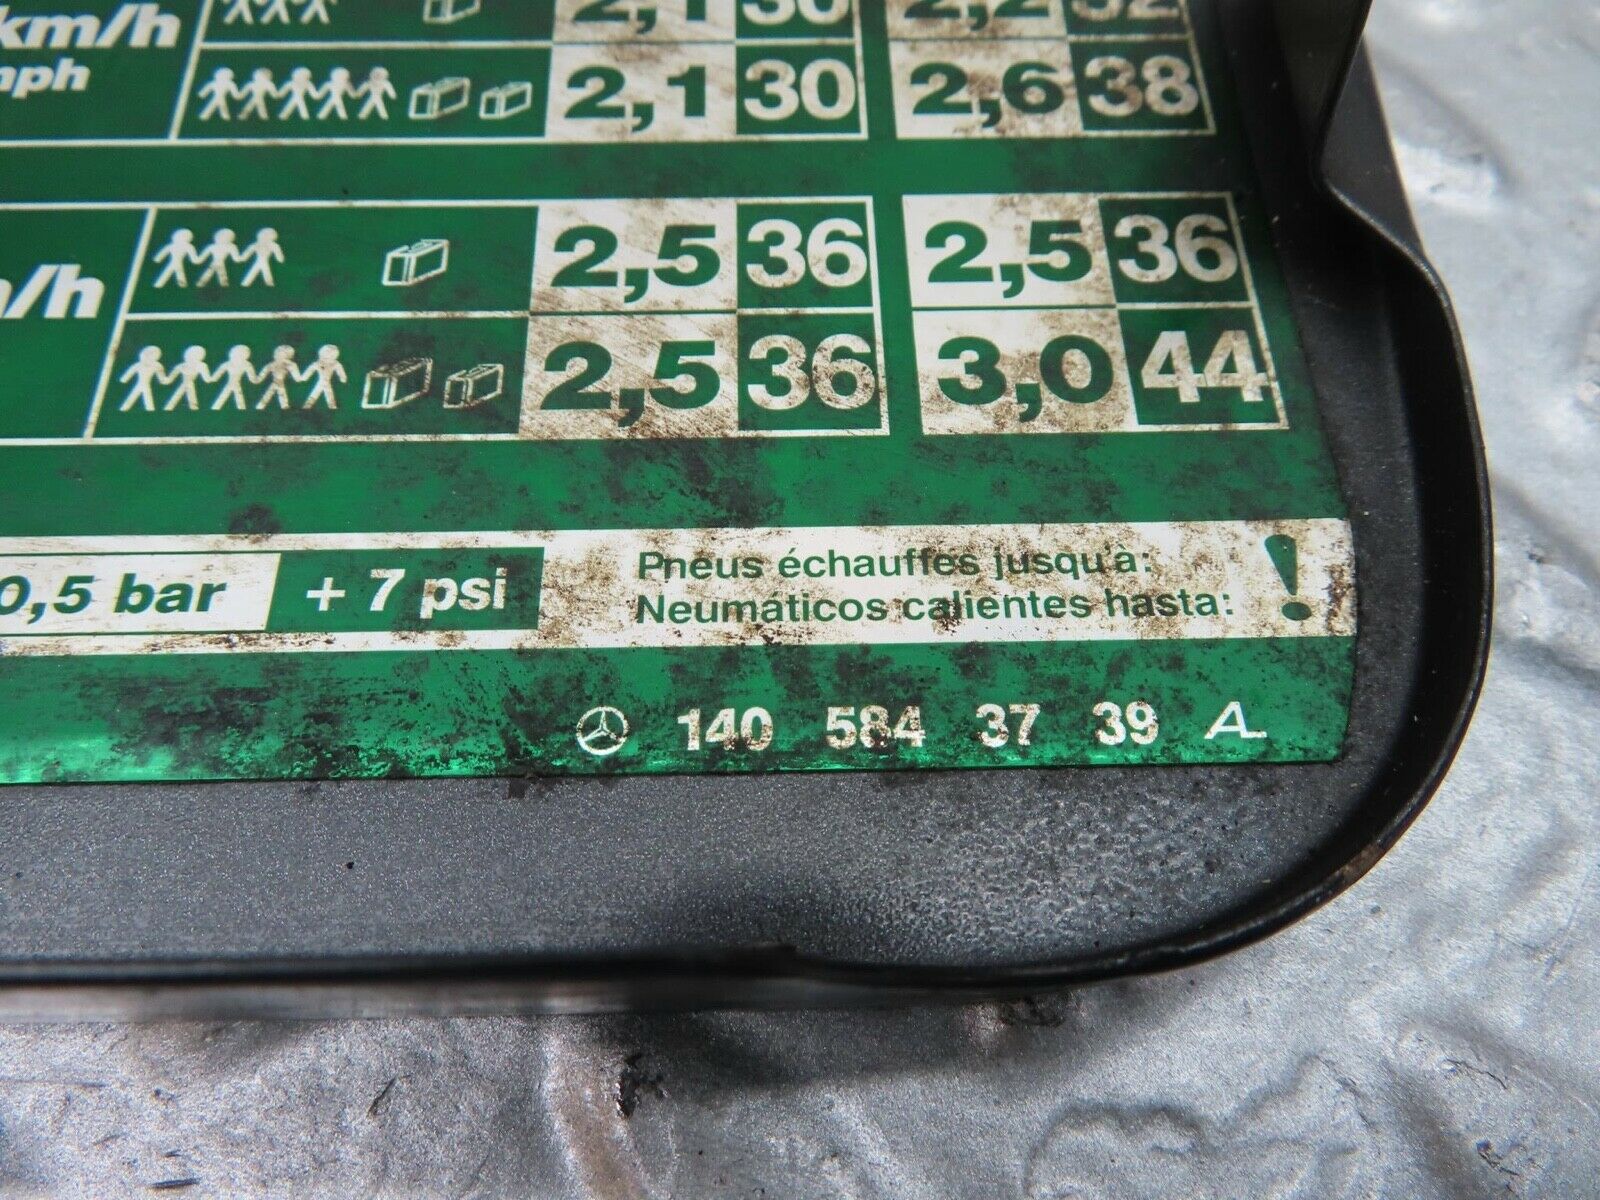 km/h 2,1 30 2,2 32
mph 2,1 30 2,6 38
2,5 36 2,5 36
/h
2,5 36 3,0 44
0,5 bar + 7 psi
Pneus échauffes jusqu'à:
Neumáticos calientes hasta: !
140 584 37 39 A